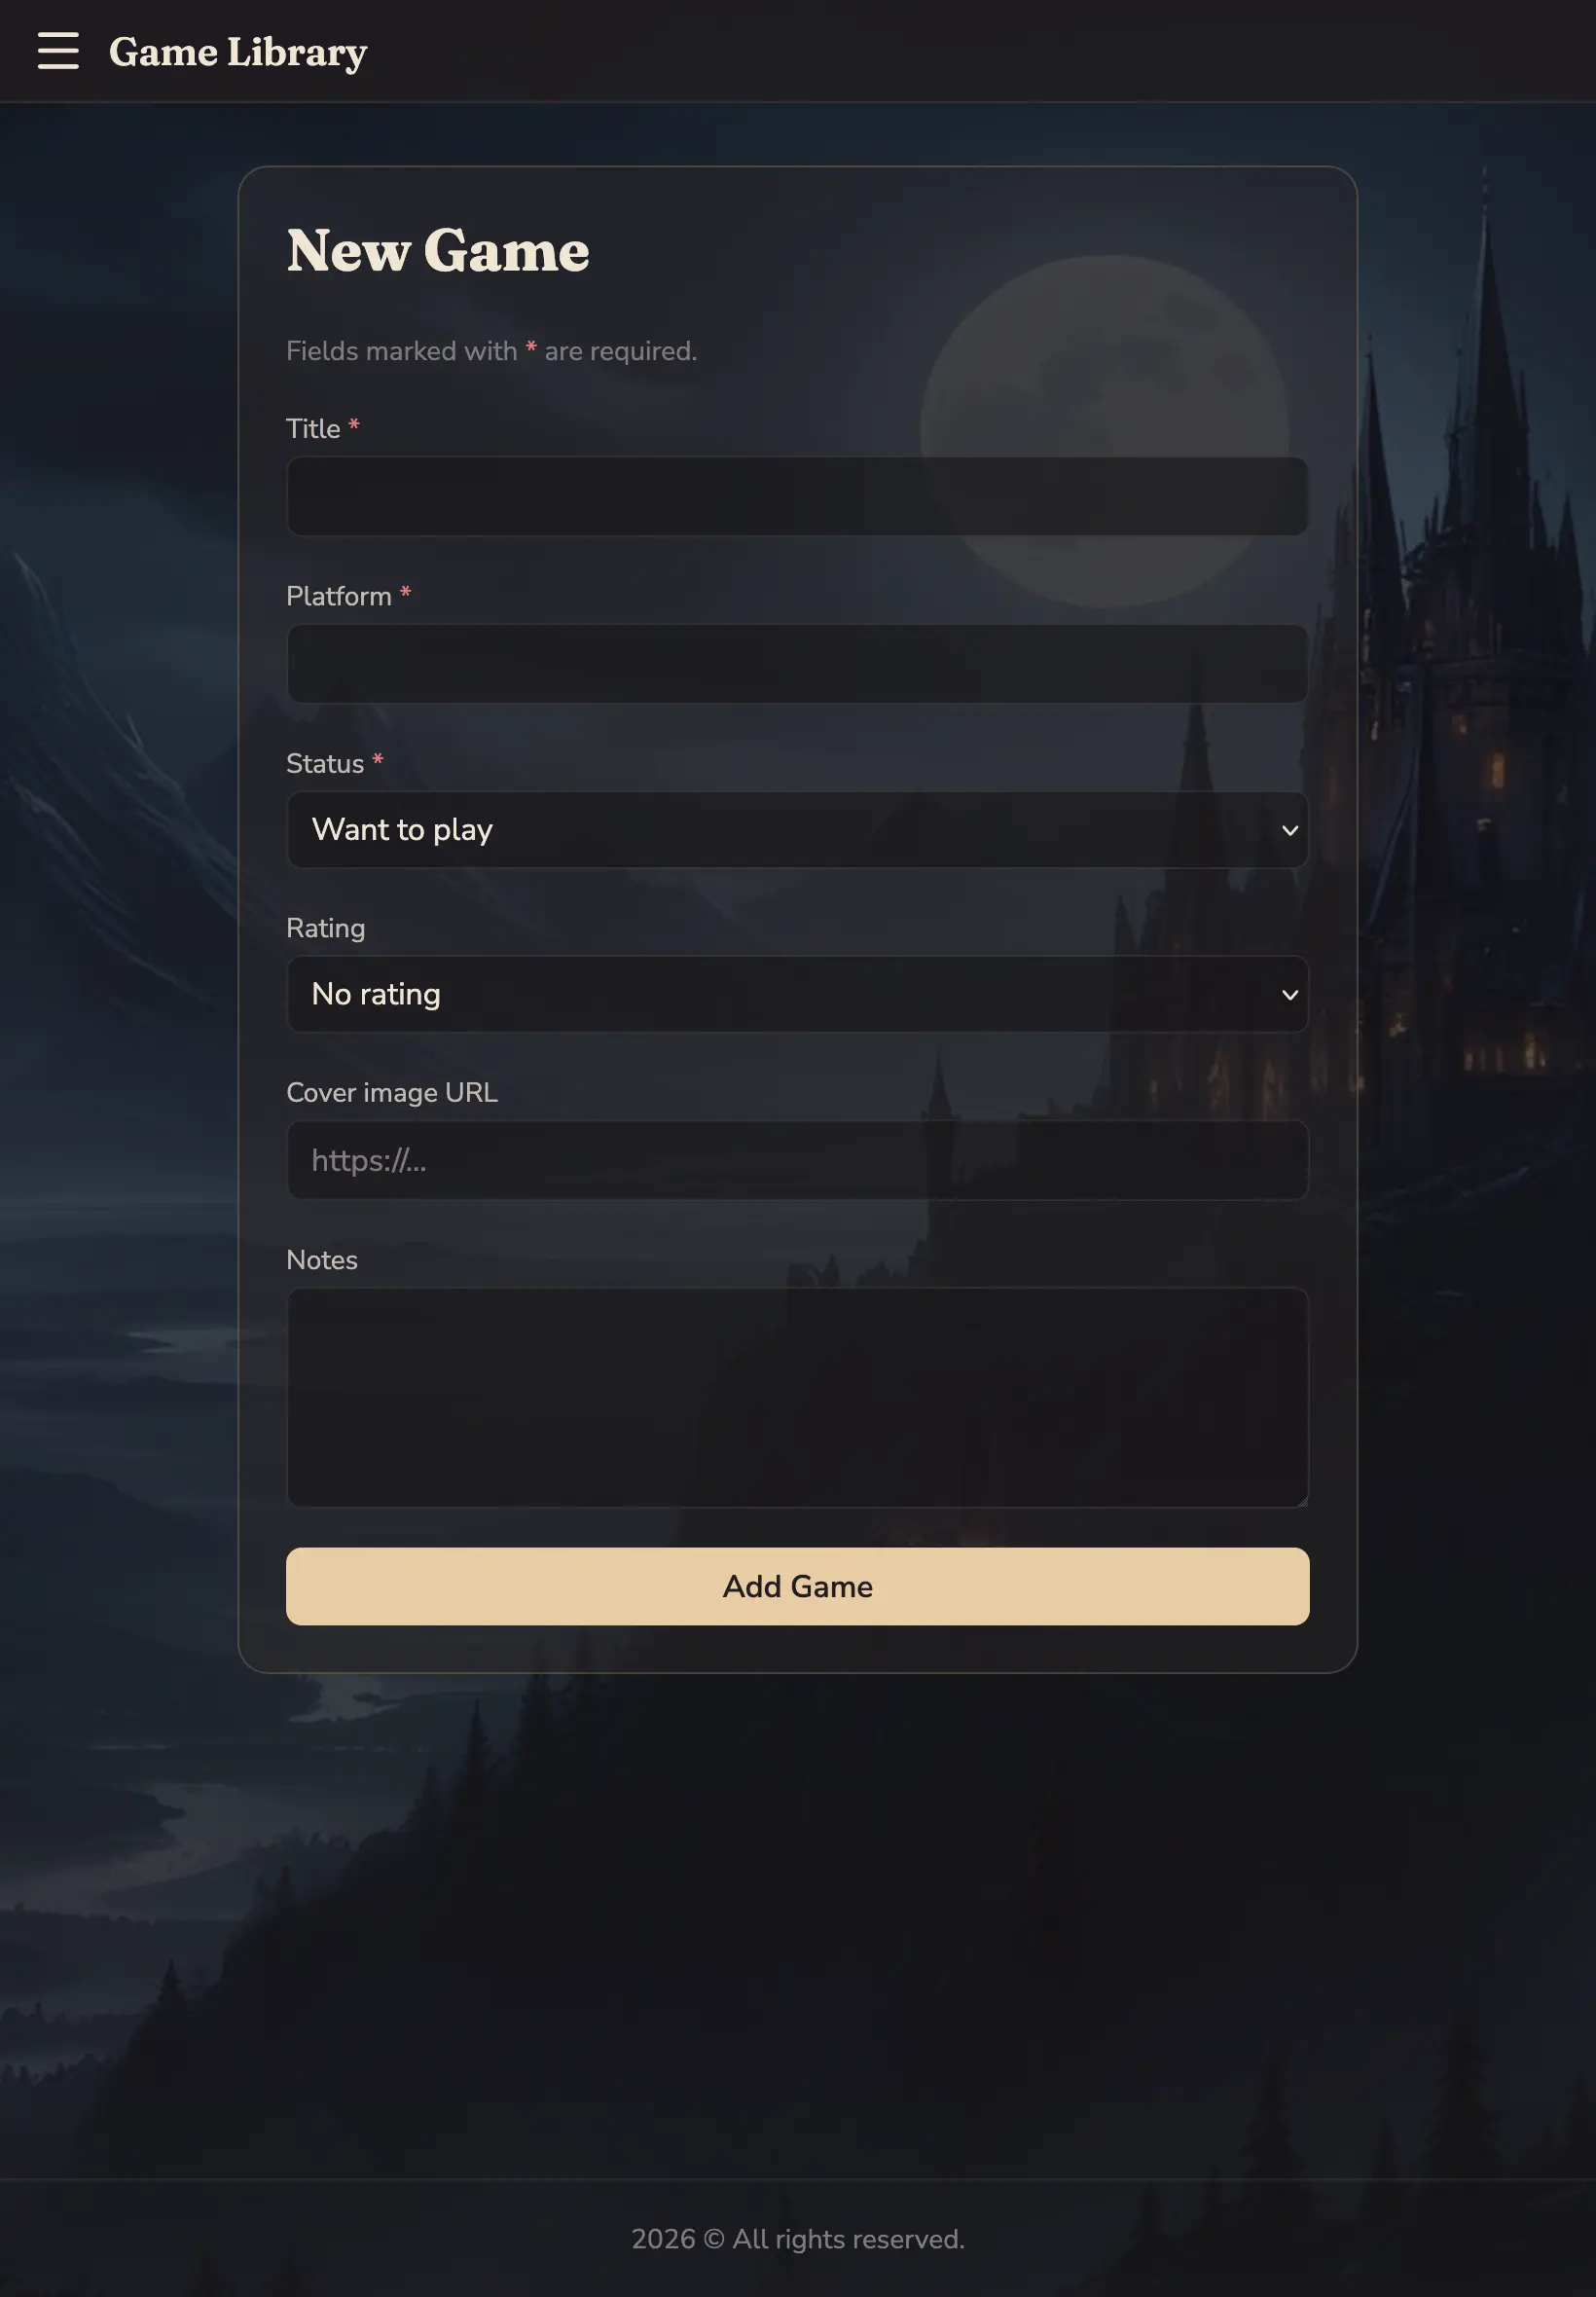 Game Library
New Game
Fields marked with * are required.
Title *
Platform *
Status *
Want to play
Rating
No rating
Cover image URL
https://...
Notes
Add Game
2026 © All rights reserved.